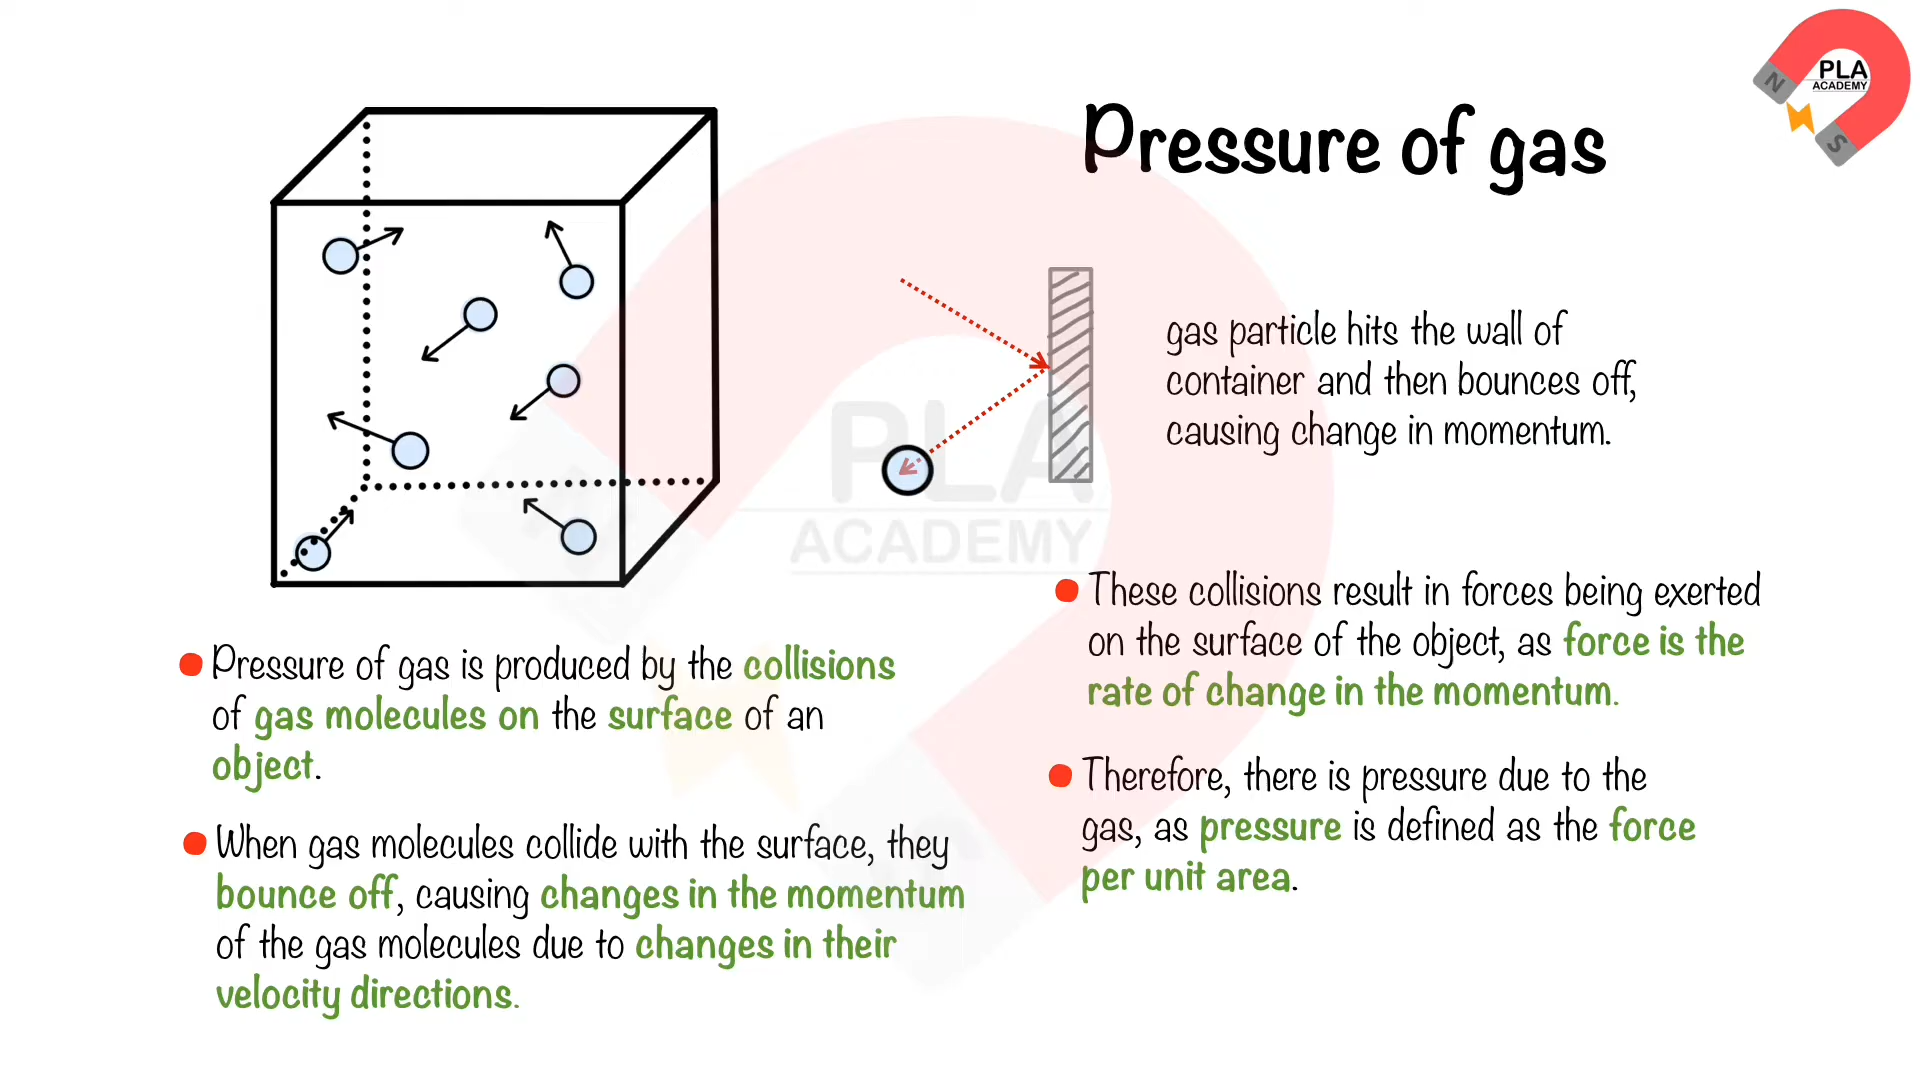 PLA
ACADEMY
N
S
Pressure of gas
gas particle hits the wall of
container and then bounces off,
causing change in momentum.
PLA
ACADEMY
Pressure of gas is produced by the collisions
of gas molecules on the surface of an
object.
When gas molecules collide with the surface, they
bounce off, causing changes in the momentum
of the gas molecules due to changes in their
velocity directions.
These collisions result in forces being exerted
on the surface of the object, as force is the
rate of change in the momentum.
Therefore, there is pressure due to the
gas, as pressure is defined as the force
per unit area.